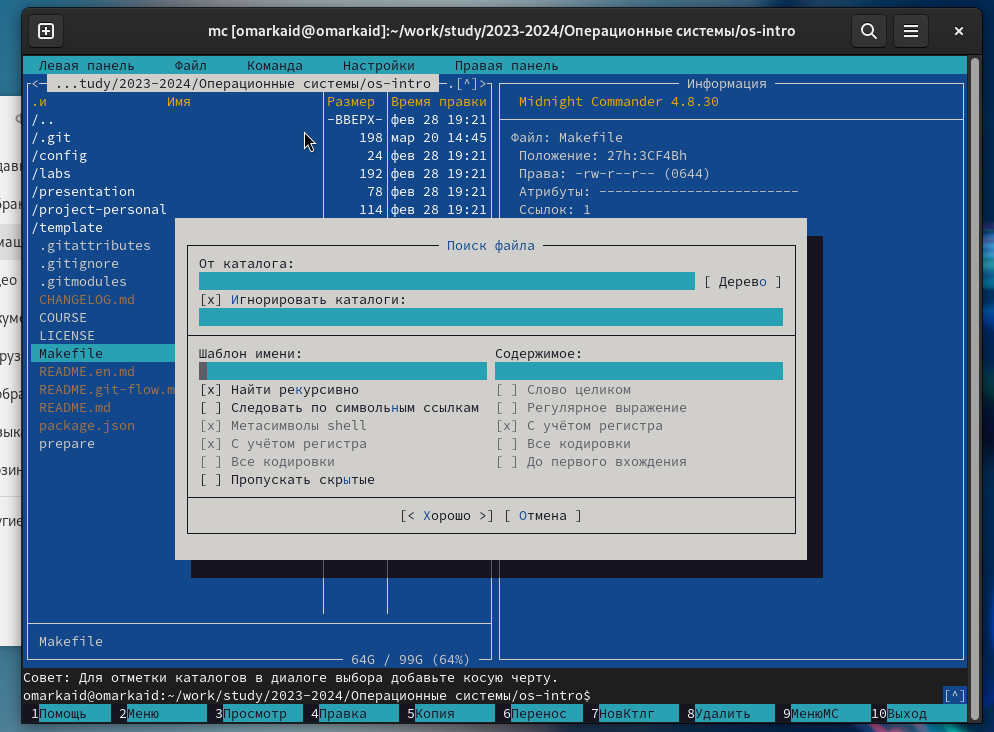 mc [omarkaid@omarkaid]:~/work/study/2023-2024/Операционные системы/os-intro
Левая панель Файл Команда Настройки Правая панель
<─ ...tudy/2023-2024/Операционные системы/os-intro ─.[^]>
.и Имя Размер Время правки
/.. -ВВЕРХ- фев 28 19:21
/.git 198 мар 20 14:45
/config 24 фев 28 19:21
/labs 192 фев 28 19:21
/presentation 78 фев 28 19:21
/project-personal 114 фев 28 19:21
/template
.gitattributes
.gitignore
.gitmodules
CHANGELOG.md
COURSE
LICENSE
Makefile
README.en.md
README.git-flow.m
README.md
package.json
prepare
Makefile
64G / 99G (64%)
Информация
Midnight Commander 4.8.30
Файл: Makefile
Положение: 27h:3CF4Bh
Права: -rw-r--r-- (0644)
Атрибуты: -------------------------
Ссылок: 1
Поиск файла
От каталога:
[ Дерево ]
[x] Игнорировать каталоги:
Шаблон имени: Содержимое:
[x] Найти рекурсивно [ ] Слово целиком
[ ] Следовать по символьным ссылкам [ ] Регулярное выражение
[x] Метасимволы shell [x] С учётом регистра
[x] С учётом регистра [ ] Все кодировки
[ ] Все кодировки [ ] До первого вхождения
[ ] Пропускать скрытые
[< Хорошо >] [ Отмена ]
Совет: Для отметки каталогов в диалоге выбора добавьте косую черту.
omarkaid@omarkaid:~/work/study/2023-2024/Операционные системы/os-intro$ [^]
1Помощь 2Меню 3Просмотр 4Правка 5Копия 6Перенос 7НовКтлг 8Удалить 9МенюМС 10Выход